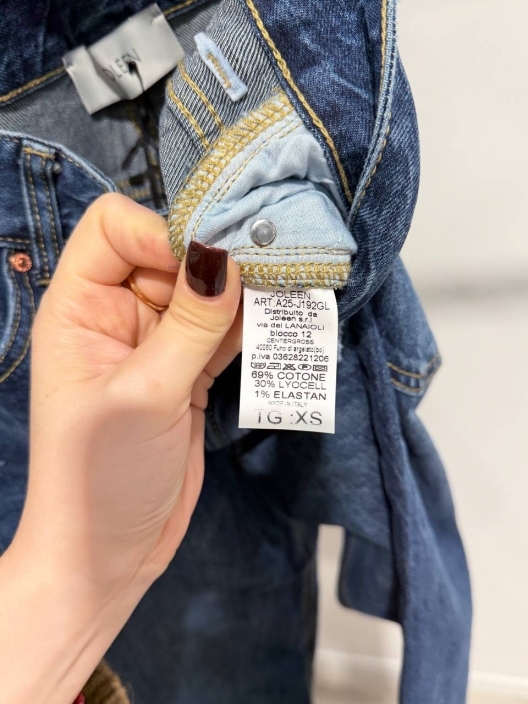 JOLEEN
JOLEEN
ART.A25-J192GL
Distribuito da
Joleen s.r.l
via dei LANAIOLI
blocco 12
CENTERGROSS
40050 Funo di argelato(bo)
p.iva 03628221206
69% COTONE
30% LYOCELL
1% ELASTAN
MADE IN ITALY
TG :XS